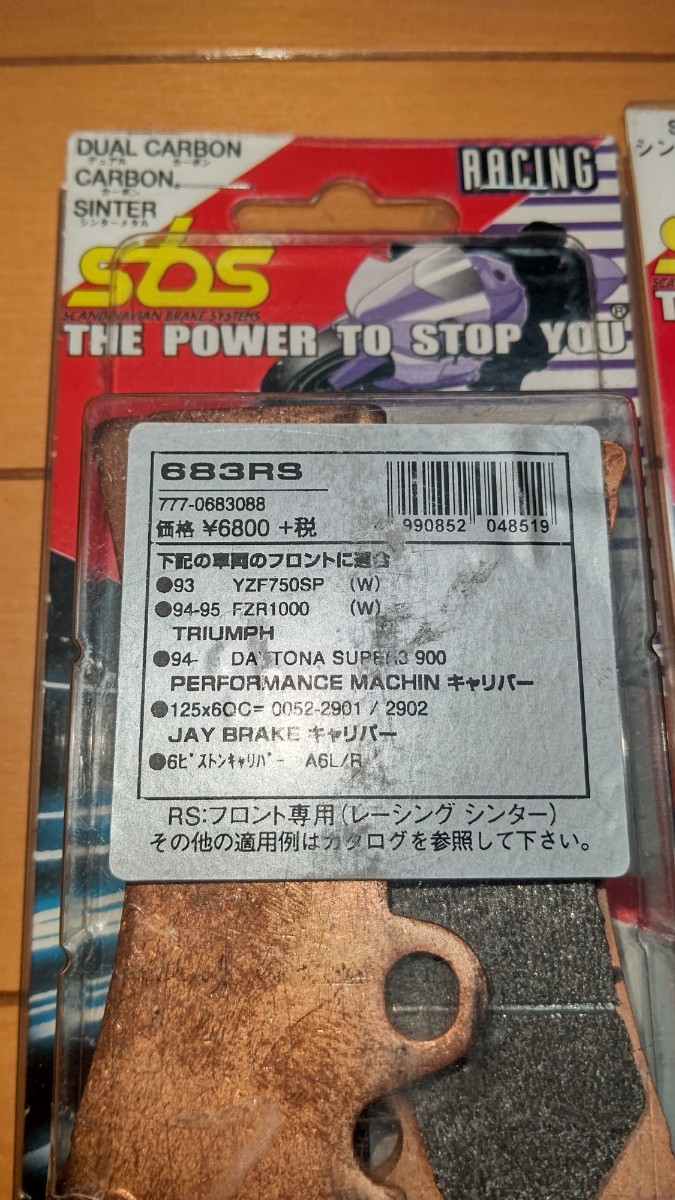 DUAL CARBON
デュアル カーボン
CARBON
カーボン
SINTER
シンターメタル
RACING
sbs
SCANDINAVIAN BRAKE SYSTEMS
THE POWER TO STOP YOU®
683RS
777-0683088
価格 ¥6800 +税
4 990852 048519
下記の車両のフロントに適合
●93 YZF750SP (W)
●94-95 FZR1000 (W)
TRIUMPH
●94- DAYTONA SUPER3 900
PERFORMANCE MACHIN キャリパー
●125x6QC= 0052-2901 / 2902
JAY BRAKE キャリパー
●6ピストンキャリパー A6L/R
RS:フロント専用(レーシング シンター)
その他の適用例はカタログを参照して下さい。